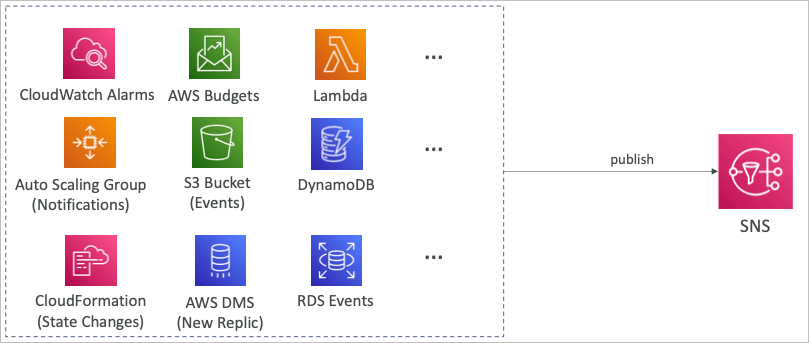 CloudWatch Alarms
AWS Budgets
Lambda
...
Auto Scaling Group
(Notifications)
S3 Bucket
(Events)
DynamoDB
...
publish
SNS
CloudFormation
(State Changes)
AWS DMS
(New Replic)
RDS Events
...